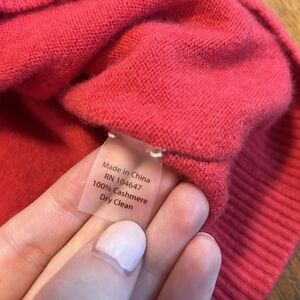 Made in China
RN 104647
100% Cashmere
Dry Clean